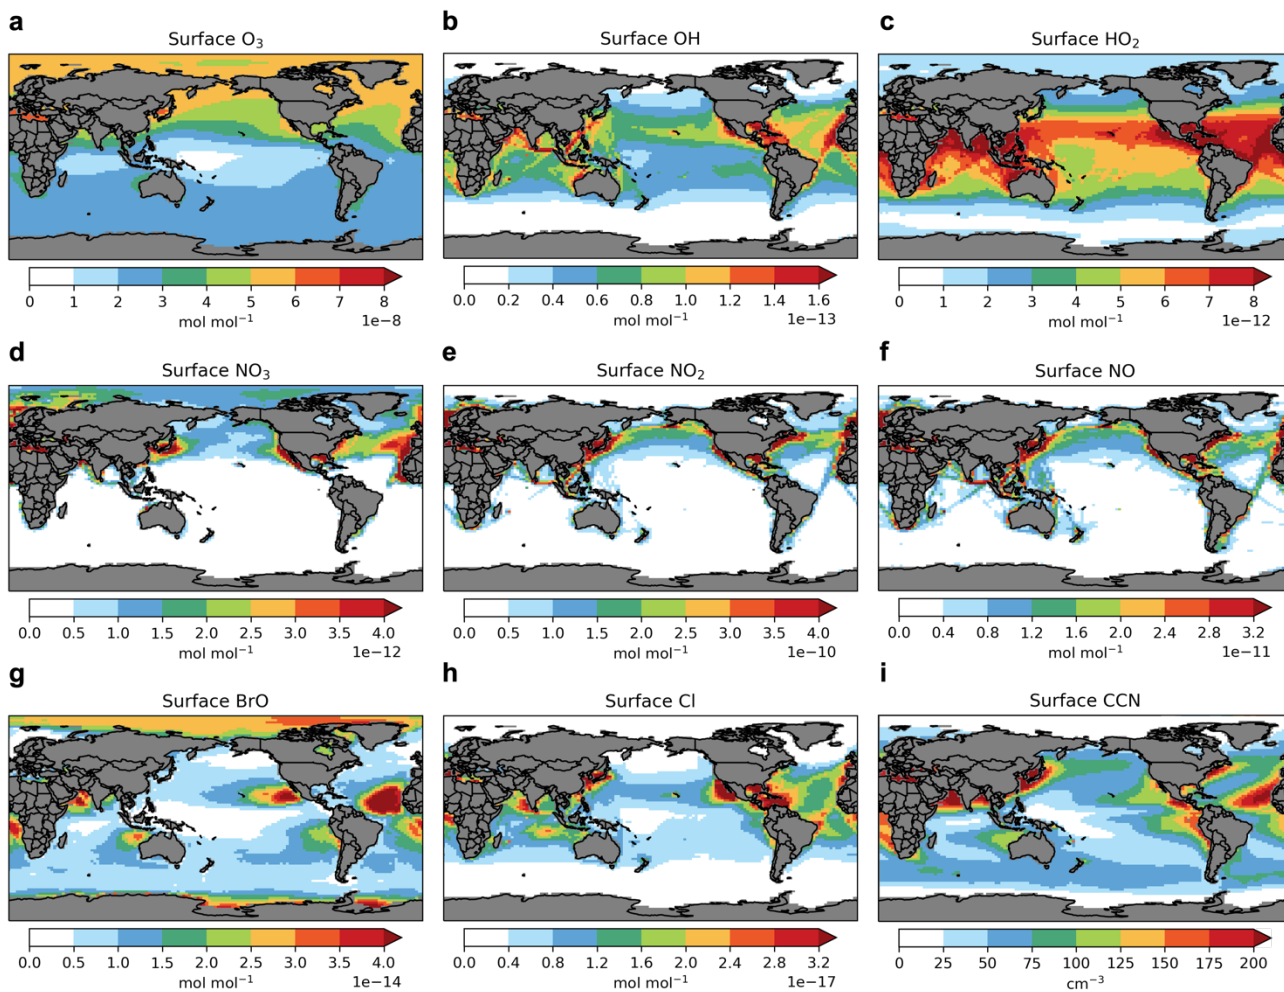 a
Surface O₃
0 1 2 3 4 5 6 7 8
mol mol⁻¹ 1e−8
b
Surface OH
0.0 0.2 0.4 0.6 0.8 1.0 1.2 1.4 1.6
mol mol⁻¹ 1e−13
c
Surface HO₂
0 1 2 3 4 5 6 7 8
mol mol⁻¹ 1e−12
d
Surface NO₃
0.0 0.5 1.0 1.5 2.0 2.5 3.0 3.5 4.0
mol mol⁻¹ 1e−12
e
Surface NO₂
0.0 0.5 1.0 1.5 2.0 2.5 3.0 3.5 4.0
mol mol⁻¹ 1e−10
f
Surface NO
0.0 0.4 0.8 1.2 1.6 2.0 2.4 2.8 3.2
mol mol⁻¹ 1e−11
g
Surface BrO
0.0 0.5 1.0 1.5 2.0 2.5 3.0 3.5 4.0
mol mol⁻¹ 1e−14
h
Surface Cl
0.0 0.4 0.8 1.2 1.6 2.0 2.4 2.8 3.2
mol mol⁻¹ 1e−17
i
Surface CCN
0 25 50 75 100 125 150 175 200
cm⁻³